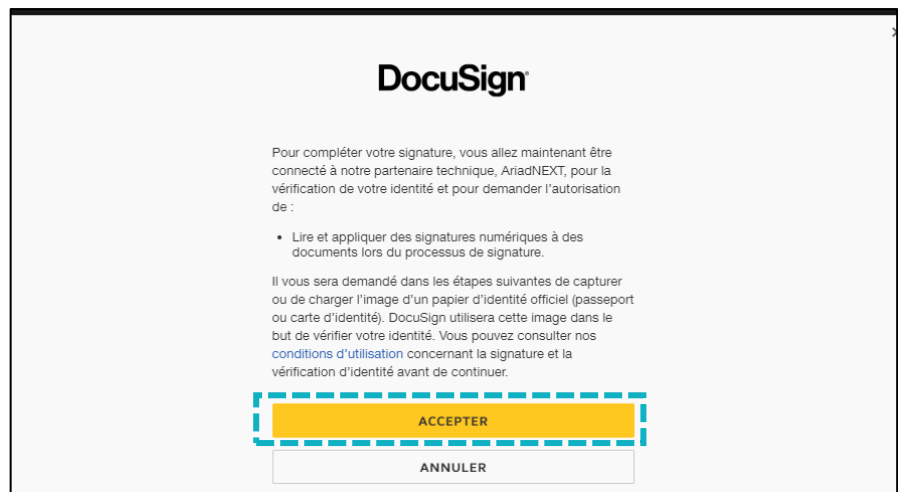 DocuSign
Pour compléter votre signature, vous allez maintenant être
connecté à notre partenaire technique, AriadNEXT, pour la
vérification de votre identité et pour demander l'autorisation
de :
• Lire et appliquer des signatures numériques à des
documents lors du processus de signature.
Il vous sera demandé dans les étapes suivantes de capturer
ou de charger l'image d'un papier d'identité officiel (passeport
ou carte d'identité). DocuSign utilisera cette image dans le
but de vérifier votre identité. Vous pouvez consulter nos
conditions d'utilisation concernant la signature et la
vérification d'identité avant de continuer.
ACCEPTER
ANNULER